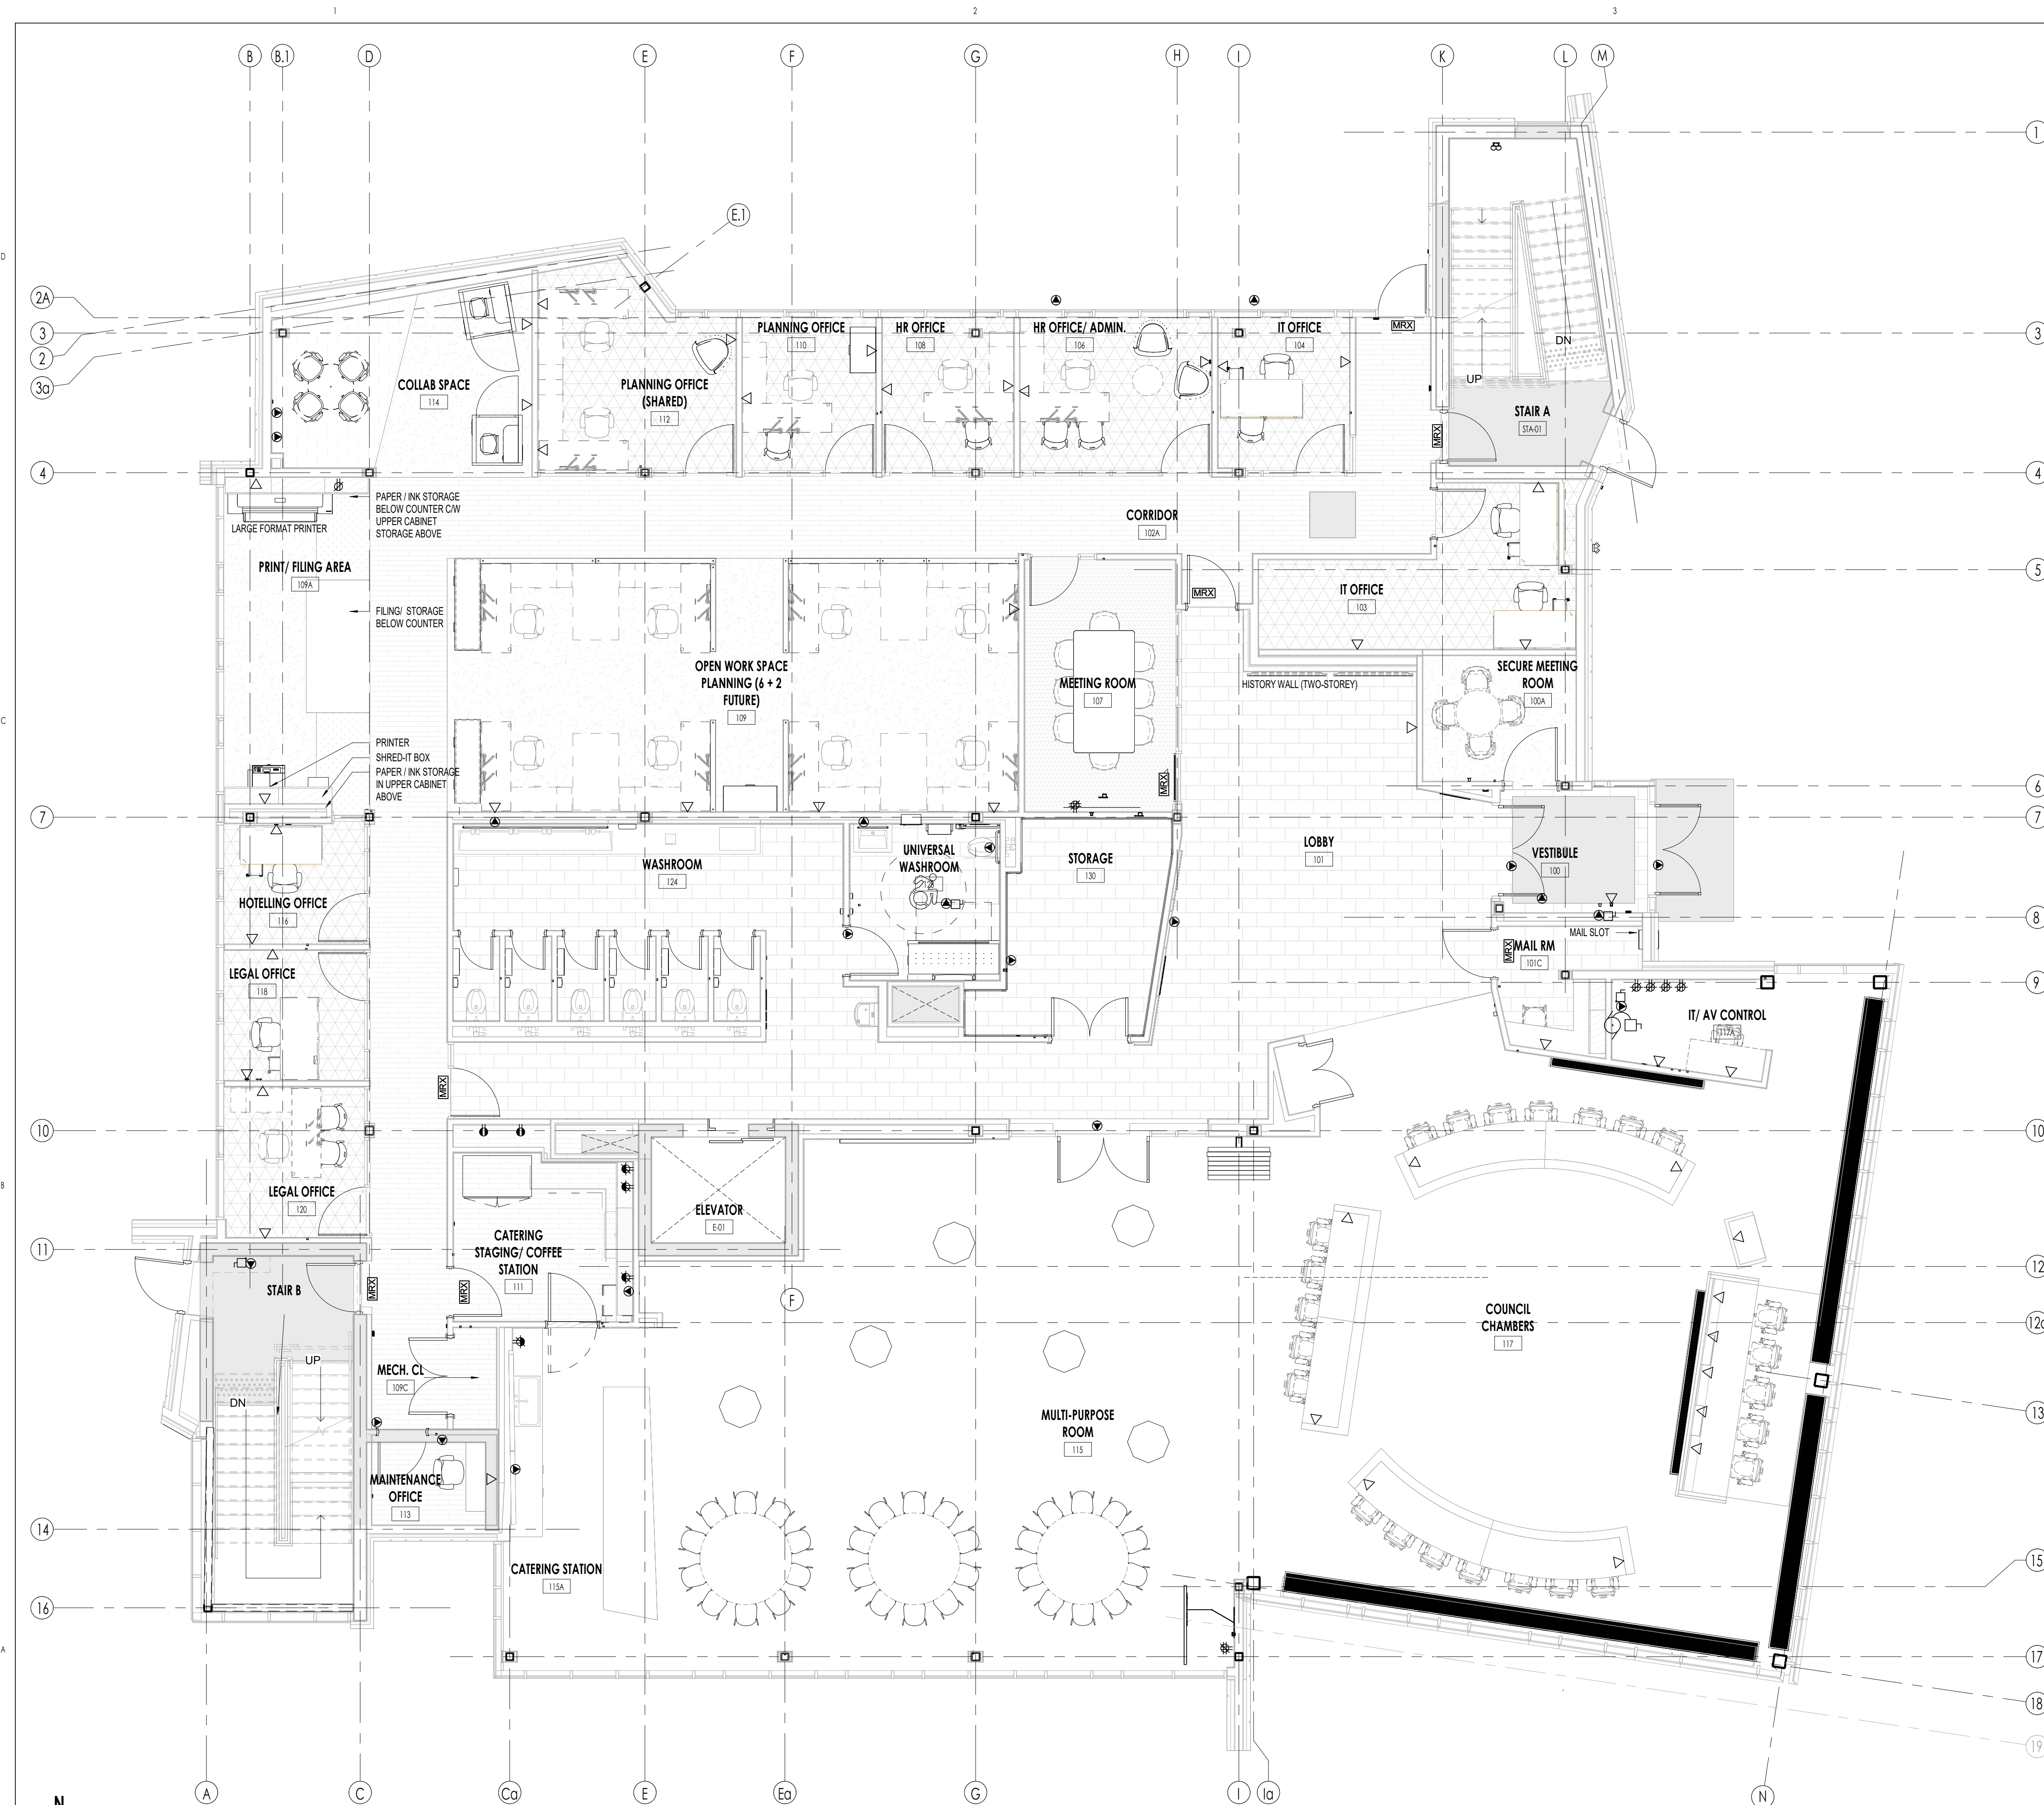 1
2
3
B
B.1
D
E
F
G
H
I
K
L
M
1
E.1
D
2A
3
2
3a
3
PLANNING OFFICE
110
HR OFFICE
108
HR OFFICE/ ADMIN.
106
IT OFFICE
104
MRX
DN
UP
COLLAB SPACE
114
PLANNING OFFICE
(SHARED)
112
STAIR A
STA-01
MRX
4
4
PAPER / INK STORAGE
BELOW COUNTER C/W
UPPER CABINET
STORAGE ABOVE
LARGE FORMAT PRINTER
CORRIDOR
102A
PRINT/ FILING AREA
109A
5
IT OFFICE
103
MRX
FILING/ STORAGE
BELOW COUNTER
OPEN WORK SPACE
PLANNING (6 + 2
FUTURE)
109
MEETING ROOM
107
HISTORY WALL (TWO-STOREY)
SECURE MEETING
ROOM
100A
C
PRINTER
SHRED-IT BOX
PAPER / INK STORAGE
IN UPPER CABINET
ABOVE
MRX
6
7
7
WASHROOM
124
UNIVERSAL
WASHROOM
STORAGE
130
LOBBY
101
VESTIBULE
100
HOTELLING OFFICE
116
8
MAIL SLOT
MAIL RM
101C
MRX
LEGAL OFFICE
118
9
IT/ AV CONTROL
117A
MRX
10
10
LEGAL OFFICE
120
B
ELEVATOR
E-01
CATERING
STAGING/ COFFEE
STATION
111
11
12
STAIR B
MRX
MRX
F
COUNCIL
CHAMBERS
117
UP
DN
MECH. CL
109C
13
MULTI-PURPOSE
ROOM
115
MAINTENANCE
OFFICE
113
14
15
CATERING STATION
115A
16
A
17
18
19
A
C
Ca
E
Ea
G
I
Ia
N
N